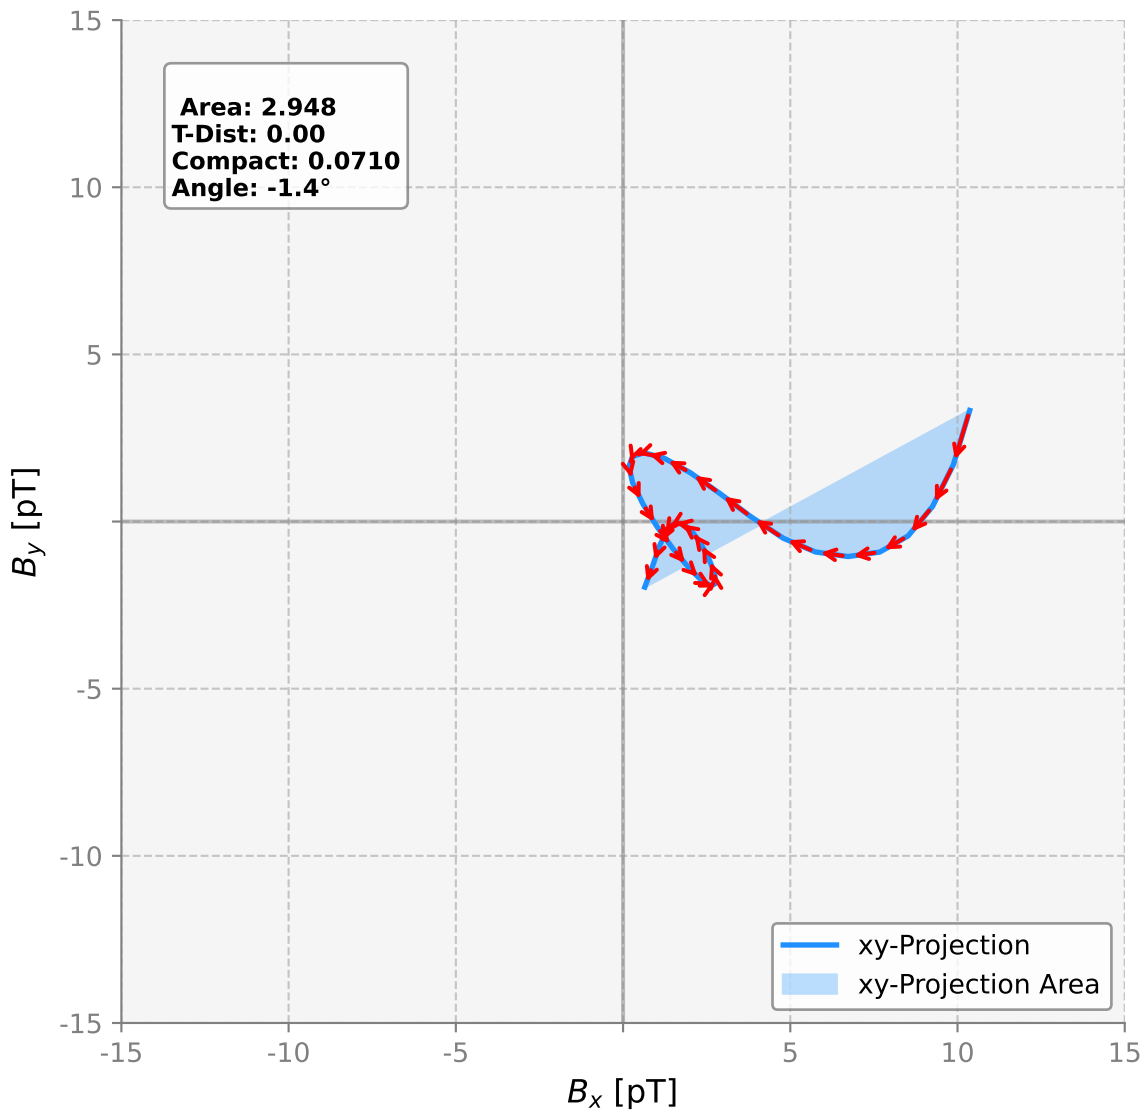 15
10
5
-5
-10
-15
Area: 2.948
T-Dist: 0.00
Compact: 0.0710
Angle: -1.4°
B_y [pT]
xy-Projection
xy-Projection Area
-15
-10
-5
5
10
15
B_x [pT]